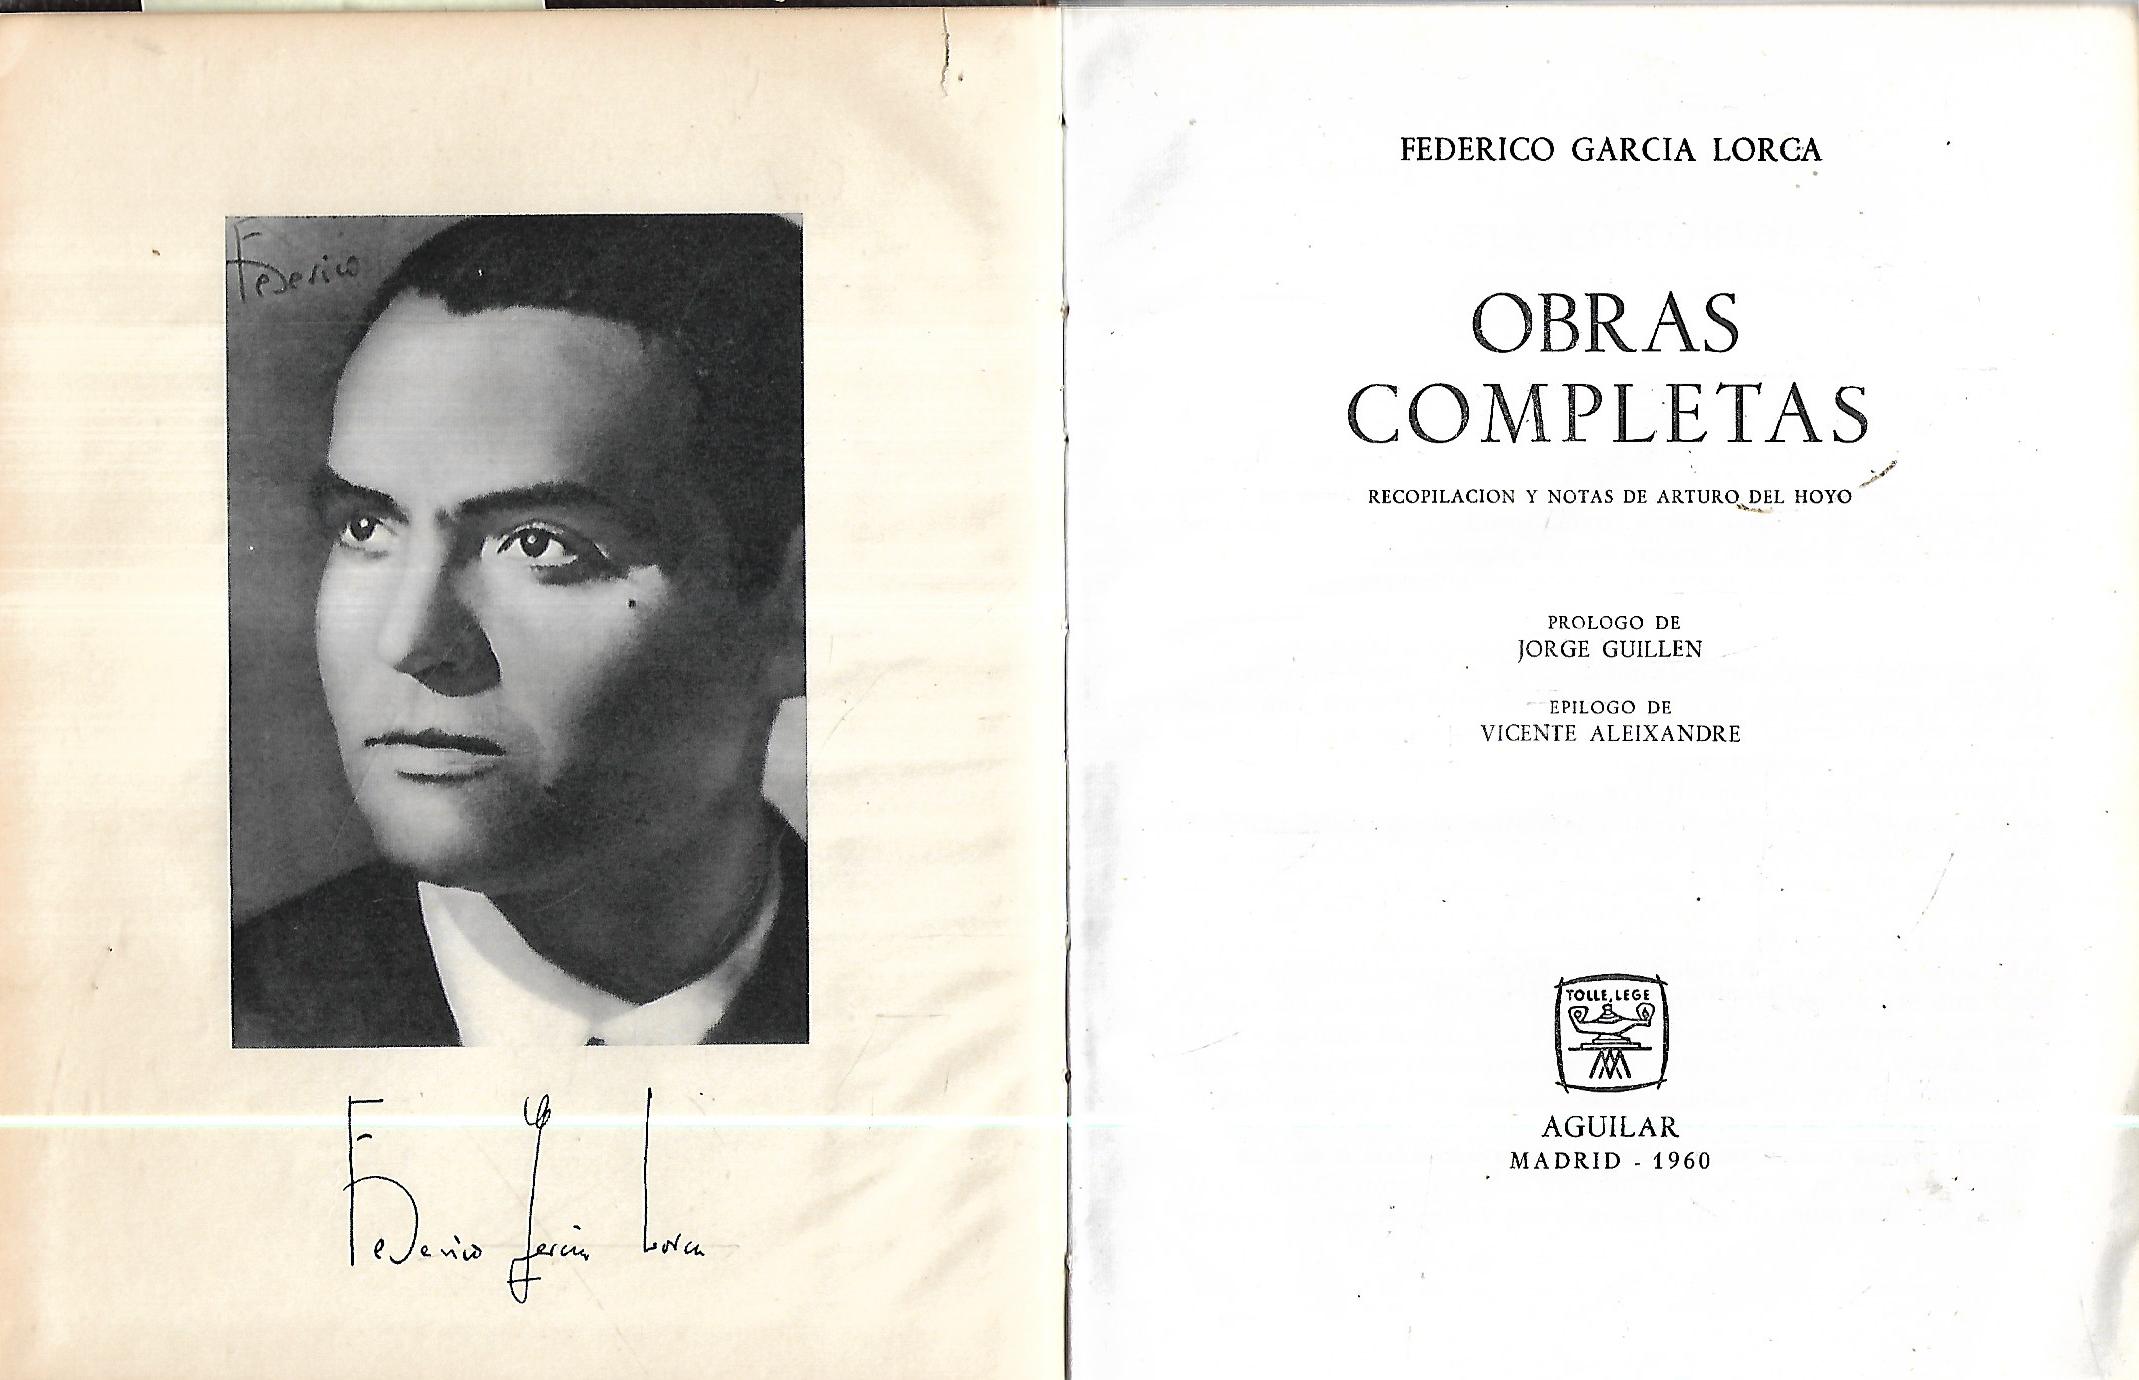 Federico
Federico García Lorca
FEDERICO GARCIA LORCA
OBRAS
COMPLETAS
RECOPILACION Y NOTAS DE ARTURO DEL HOYO
PROLOGO DE
JORGE GUILLEN
EPILOGO DE
VICENTE ALEIXANDRE
TOLLE, LEGE
AGUILAR
MADRID - 1960